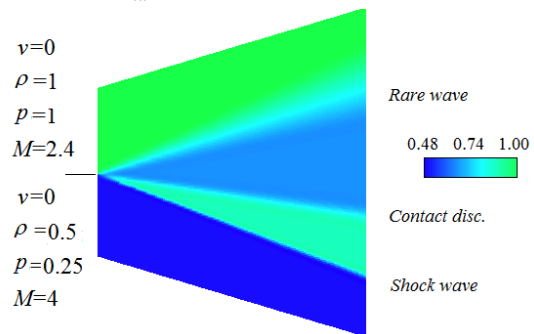 v=0
ρ=1
p=1
M=2.4
v=0
ρ=0.5
p=0.25
M=4
Rare wave
0.48 0.74 1.00
Contact disc.
Shock wave